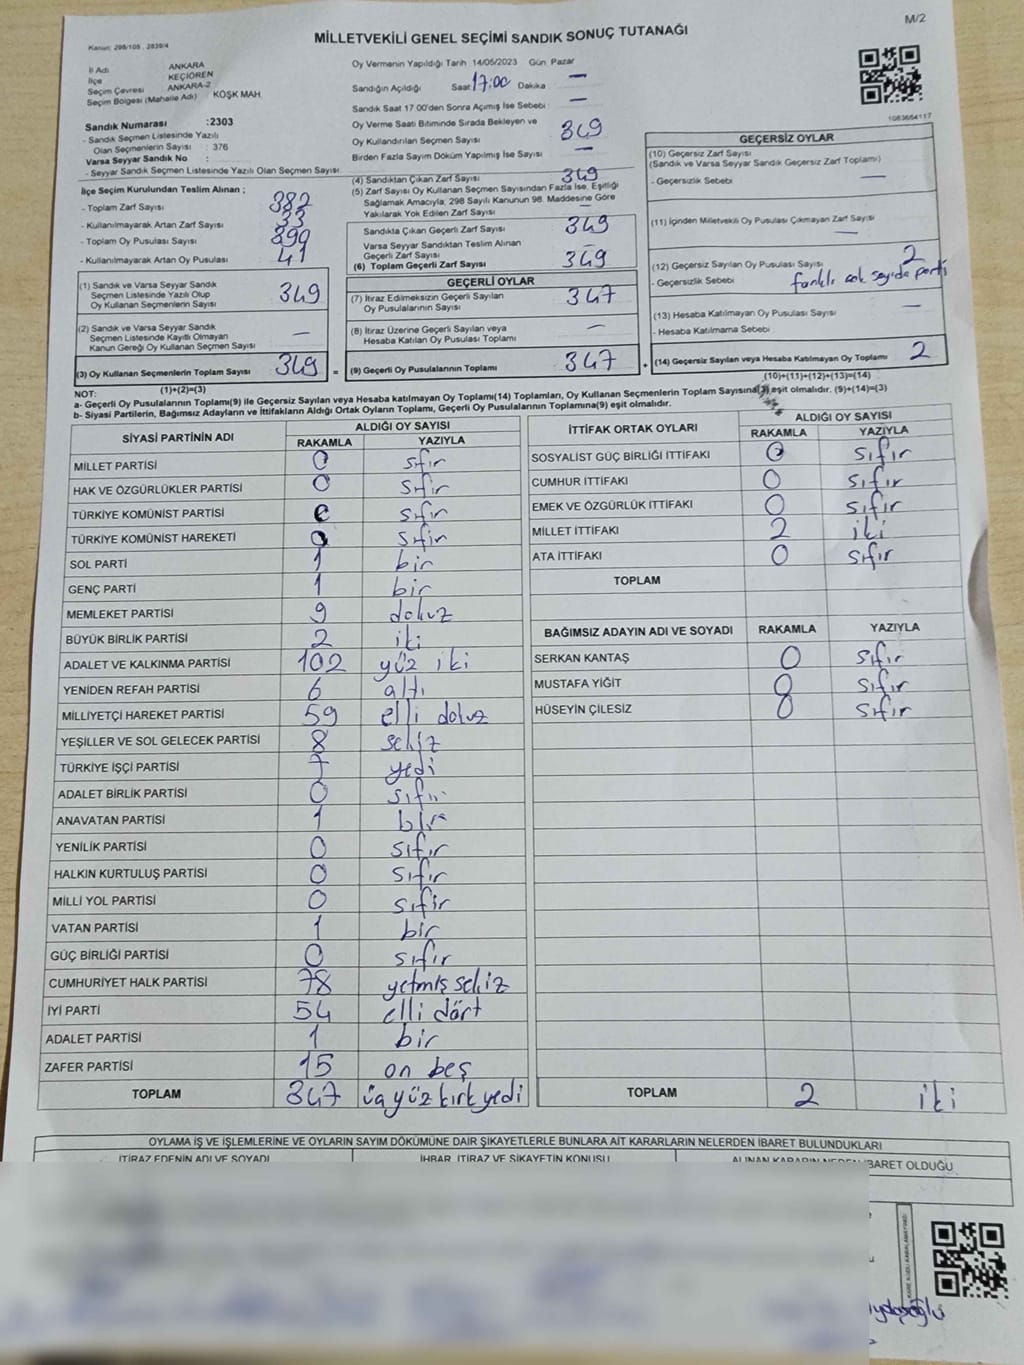 M/2
Kanun: 298/105 , 2839/4
MİLLETVEKİLİ GENEL SEÇİMİ SANDIK SONUÇ TUTANAĞI
İl Adı ANKARA
İlçe KEÇİÖREN
Seçim Çevresi ANKARA-2
Seçim Bölgesi (Mahalle Adı) KÖŞK MAH.
Sandık Numarası :2303
- Sandık Seçmen Listesinde Yazılı
Olan Seçmenlerin Sayısı : 376
Varsa Seyyar Sandık No :
- Seyyar Sandık Seçmen Listesinde Yazılı Olan Seçmen Sayısı:
İlçe Seçim Kurulundan Teslim Alınan ;
- Toplam Zarf Sayısı 382
- Kullanılmayarak Artan Zarf Sayısı 33
- Toplam Oy Pusulası Sayısı 390
- Kullanılmayarak Artan Oy Pusulası 41
(1) Sandık ve Varsa Seyyar Sandık
Seçmen Listesinde Yazılı Olup
Oy Kullanan Seçmenlerin Sayısı 349
(2) Sandık ve Varsa Seyyar Sandık
Seçmen Listesinde Kayıtlı Olmayan
Kanun Gereği Oy Kullanan Seçmen Sayısı —
(3) Oy Kullanan Seçmenlerin Toplam Sayısı 349 =
(1)+(2)=(3)
Oy Vermenin Yapıldığı Tarih 14/05/2023 Gün Pazar
Sandığın Açıldığı Saat 17:00 Dakika —
Sandık Saat 17.00'den Sonra Açımış İse Sebebi : —
Oy Verme Saati Bitiminde Sırada Bekleyen ve
Oy Kullandırılan Seçmen Sayısı 349
Birden Fazla Sayım Döküm Yapılmış İse Sayısı —
(4) Sandıktan Çıkan Zarf Sayısı 349
(5) Zarf Sayısı Oy Kullanan Seçmen Sayısından Fazla İse, Eşitliği
Sağlamak Amacıyla, 298 Sayılı Kanunun 98. Maddesine Göre
Yakılarak Yok Edilen Zarf Sayısı —
Sandıkta Çıkan Geçerli Zarf Sayısı 349
Varsa Seyyar Sandıktan Teslim Alınan
Geçerli Zarf Sayısı —
(6) Toplam Geçerli Zarf Sayısı 349
GEÇERLİ OYLAR
(7) İtiraz Edilmeksizin Geçerli Sayılan
Oy Pusulalarının Sayısı 347
(8) İtiraz Üzerine Geçerli Sayılan veya
Hesaba Katılan Oy Pusulası Toplamı —
(9) Geçerli Oy Pusulalarının Toplamı 347 +
1083664117
GEÇERSİZ OYLAR
(10) Geçersiz Zarf Sayısı
(Sandık ve Varsa Seyyar Sandık Geçersiz Zarf Toplamı)
- Geçersizlik Sebebi : —
(11) İçinden Milletvekili Oy Pusulası Çıkmayan Zarf Sayısı :
—
(12) Geçersiz Sayılan Oy Pusulası Sayısı : 2
- Geçersizlik Sebebi : farklı çok sayıda parti
(13) Hesaba Katılmayan Oy Pusulası Sayısı : —
- Hesaba Katılmama Sebebi :
(14) Geçersiz Sayılan veya Hesaba Katılmayan Oy Toplamı 2
(10)+(11)+(12)+(13)=(14)
NOT:
a- Geçerli Oy Pusulalarının Toplamı(9) ile Geçersiz Sayılan veya Hesaba katılmayan Oy Toplamı(14) Toplamları, Oy Kullanan Seçmenlerin Toplam Sayısına(3) eşit olmalıdır. (9)+(14)=(3)
b- Siyasi Partilerin, Bağımsız Adayların ve İttifakların Aldığı Ortak Oyların Toplamı, Geçerli Oy Pusulalarının Toplamına(9) eşit olmalıdır.
SİYASİ PARTİNİN ADI ALDIĞI OY SAYISI
RAKAMLA YAZIYLA
MİLLET PARTİSİ 0 sıfır
HAK VE ÖZGÜRLÜKLER PARTİSİ 0 sıfır
TÜRKİYE KOMÜNİST PARTİSİ 0 sıfır
TÜRKİYE KOMÜNİST HAREKETİ 0 sıfır
SOL PARTİ 1 bir
GENÇ PARTİ 1 bir
MEMLEKET PARTİSİ 9 dokuz
BÜYÜK BİRLİK PARTİSİ 2 iki
ADALET VE KALKINMA PARTİSİ 102 yüz iki
YENİDEN REFAH PARTİSİ 6 altı
MİLLİYETÇİ HAREKET PARTİSİ 59 elli dokuz
YEŞİLLER VE SOL GELECEK PARTİSİ 8 sekiz
TÜRKİYE İŞÇİ PARTİSİ 7 yedi
ADALET BİRLİK PARTİSİ 0 sıfır
ANAVATAN PARTİSİ 1 bir
YENİLİK PARTİSİ 0 sıfır
HALKIN KURTULUŞ PARTİSİ 0 sıfır
MİLLİ YOL PARTİSİ 0 sıfır
VATAN PARTİSİ 1 bir
GÜÇ BİRLİĞİ PARTİSİ 0 sıfır
CUMHURİYET HALK PARTİSİ 78 yetmiş sekiz
İYİ PARTİ 54 elli dört
ADALET PARTİSİ 1 bir
ZAFER PARTİSİ 15 on beş
TOPLAM 347 üçyüz kırk yedi
İTTİFAK ORTAK OYLARI ALDIĞI OY SAYISI
RAKAMLA YAZIYLA
SOSYALİST GÜÇ BİRLİĞİ İTTİFAKI 0 sıfır
CUMHUR İTTİFAKI 0 sıfır
EMEK VE ÖZGÜRLÜK İTTİFAKI 0 sıfır
MİLLET İTTİFAKI 2 iki
ATA İTTİFAKI 0 sıfır
TOPLAM
BAĞIMSIZ ADAYIN ADI VE SOYADI RAKAMLA YAZIYLA
SERKAN KANTAŞ 0 sıfır
MUSTAFA YİĞİT 0 sıfır
HÜSEYİN ÇİLESİZ 0 sıfır
TOPLAM 2 iki
OYLAMA İŞ VE İŞLEMLERİNE VE OYLARIN SAYIM DÖKÜMÜNE DAİR ŞİKAYETLERLE BUNLARA AİT KARARLARIN NELERDEN İBARET BULUNDUKLARI
İTİRAZ EDENİN ADI VE SOYADI İHBAR, İTİRAZ VE ŞİKAYETİN KONUSU ALINAN KARARIN NEDEN İBARET OLDUĞU